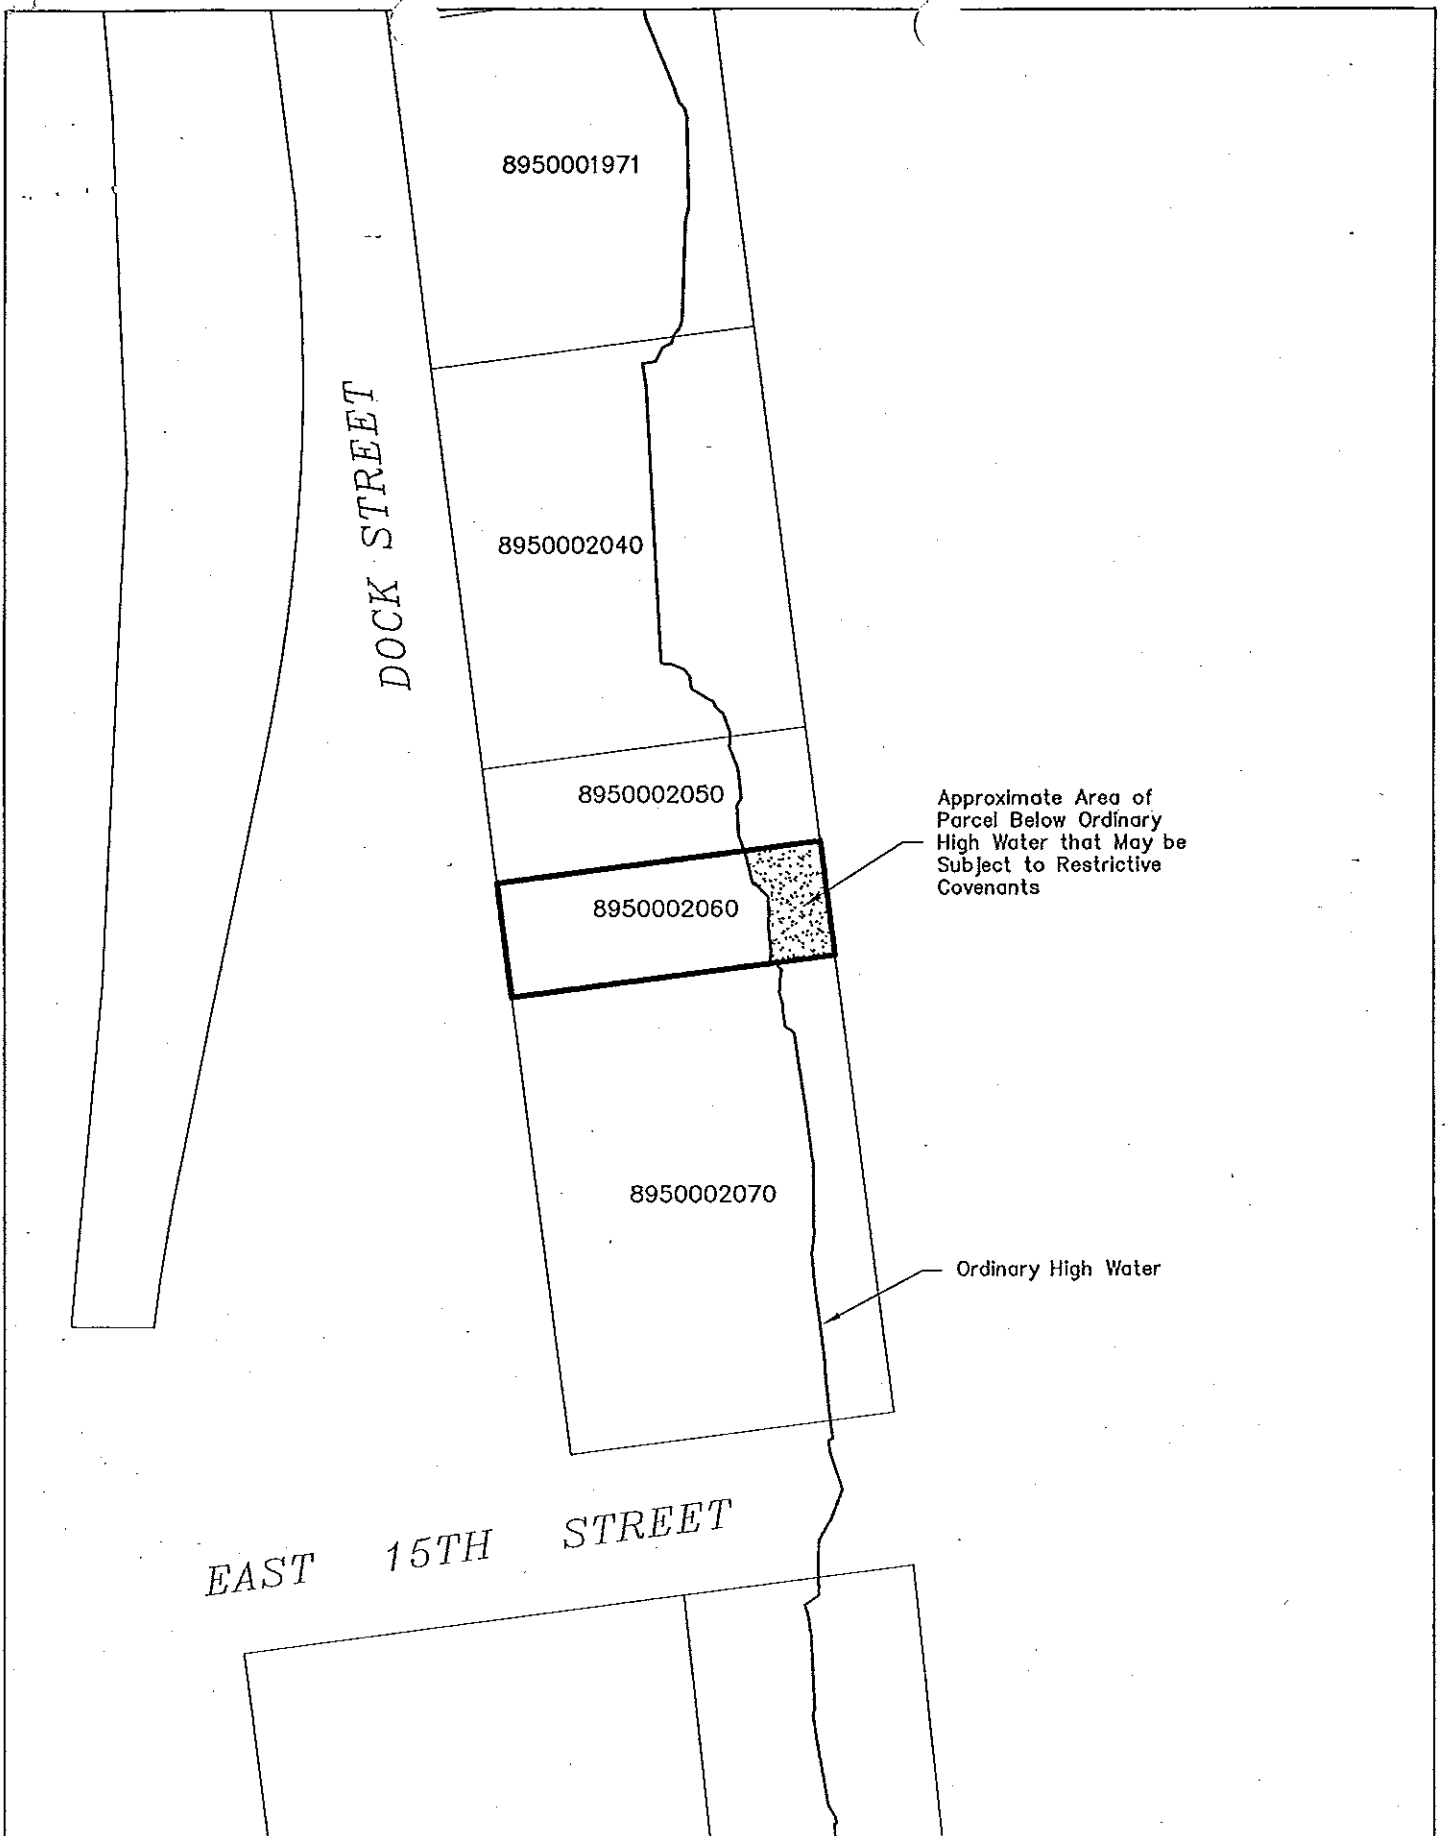 8950001971
DOCK STREET
8950002040
8950002050
Approximate Area of
Parcel Below Ordinary
High Water that May be
Subject to Restrictive
Covenants
8950002060
8950002070
Ordinary High Water
EAST 15TH STREET